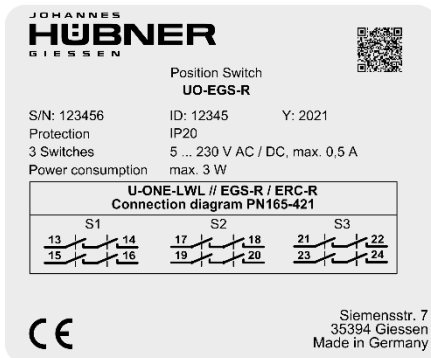 JOHANNES
HÜBNER
GIESSEN
Position Switch
UO-EGS-R
S/N: 123456 ID: 12345 Y: 2021
Protection IP20
3 Switches 5 ... 230 V AC / DC, max. 0,5 A
Power consumption max. 3 W
U-ONE-LWL // EGS-R / ERC-R
Connection diagram PN165-421
S1 S2 S3
13 14 17 18 21 22
15 16 19 20 23 24
CE
Siemensstr. 7
35394 Giessen
Made in Germany